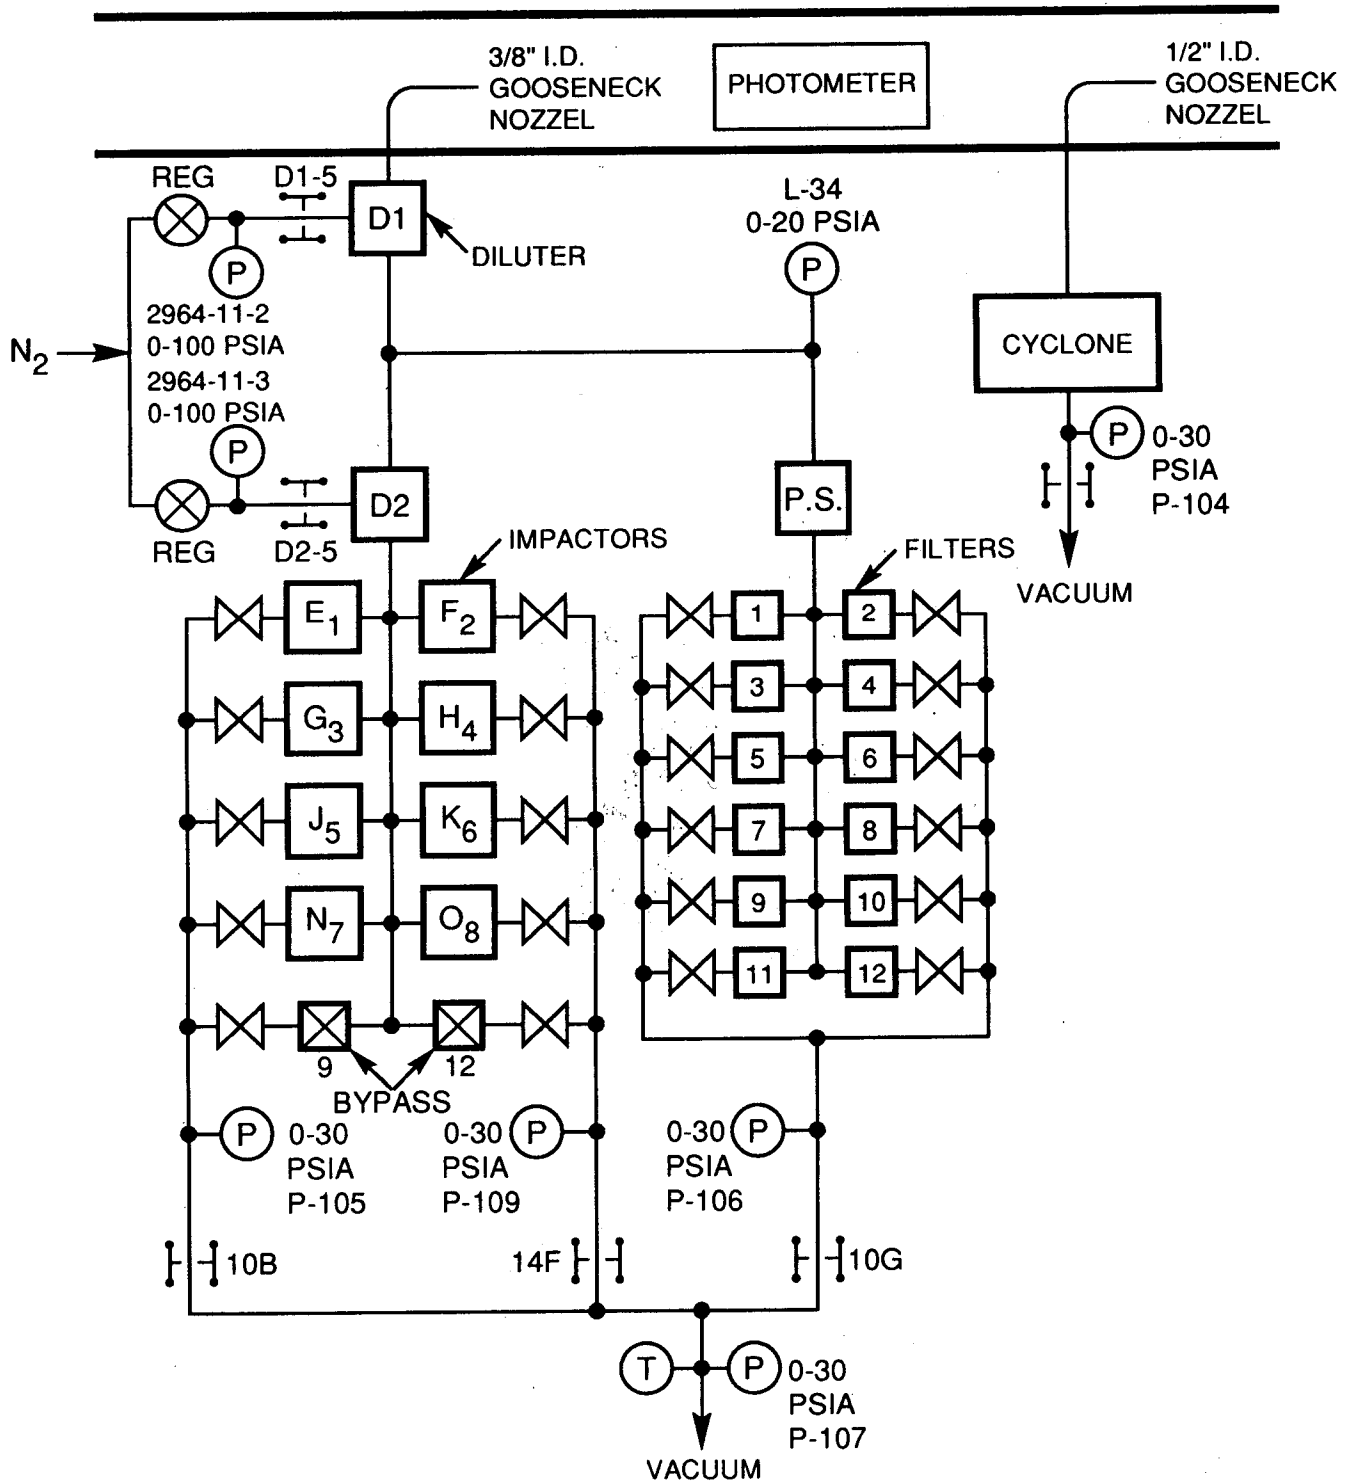 3/8" I.D.
GOOSENECK
NOZZEL
PHOTOMETER
1/2" I.D.
GOOSENECK
NOZZEL
REG
D1-5
D1
DILUTER
P
2964-11-2
0-100 PSIA
N2
2964-11-3
0-100 PSIA
P
REG
D2-5
D2
L-34
0-20 PSIA
P
CYCLONE
P
0-30
PSIA
P-104
VACUUM
P.S.
IMPACTORS
FILTERS
E1
F2
G3
H4
J5
K6
N7
O8
9
12
BYPASS
1
2
3
4
5
6
7
8
9
10
11
12
P
0-30
PSIA
P-105
0-30
PSIA
P-109
P
0-30
PSIA
P-106
P
10B
14F
10G
T
P
0-30
PSIA
P-107
VACUUM